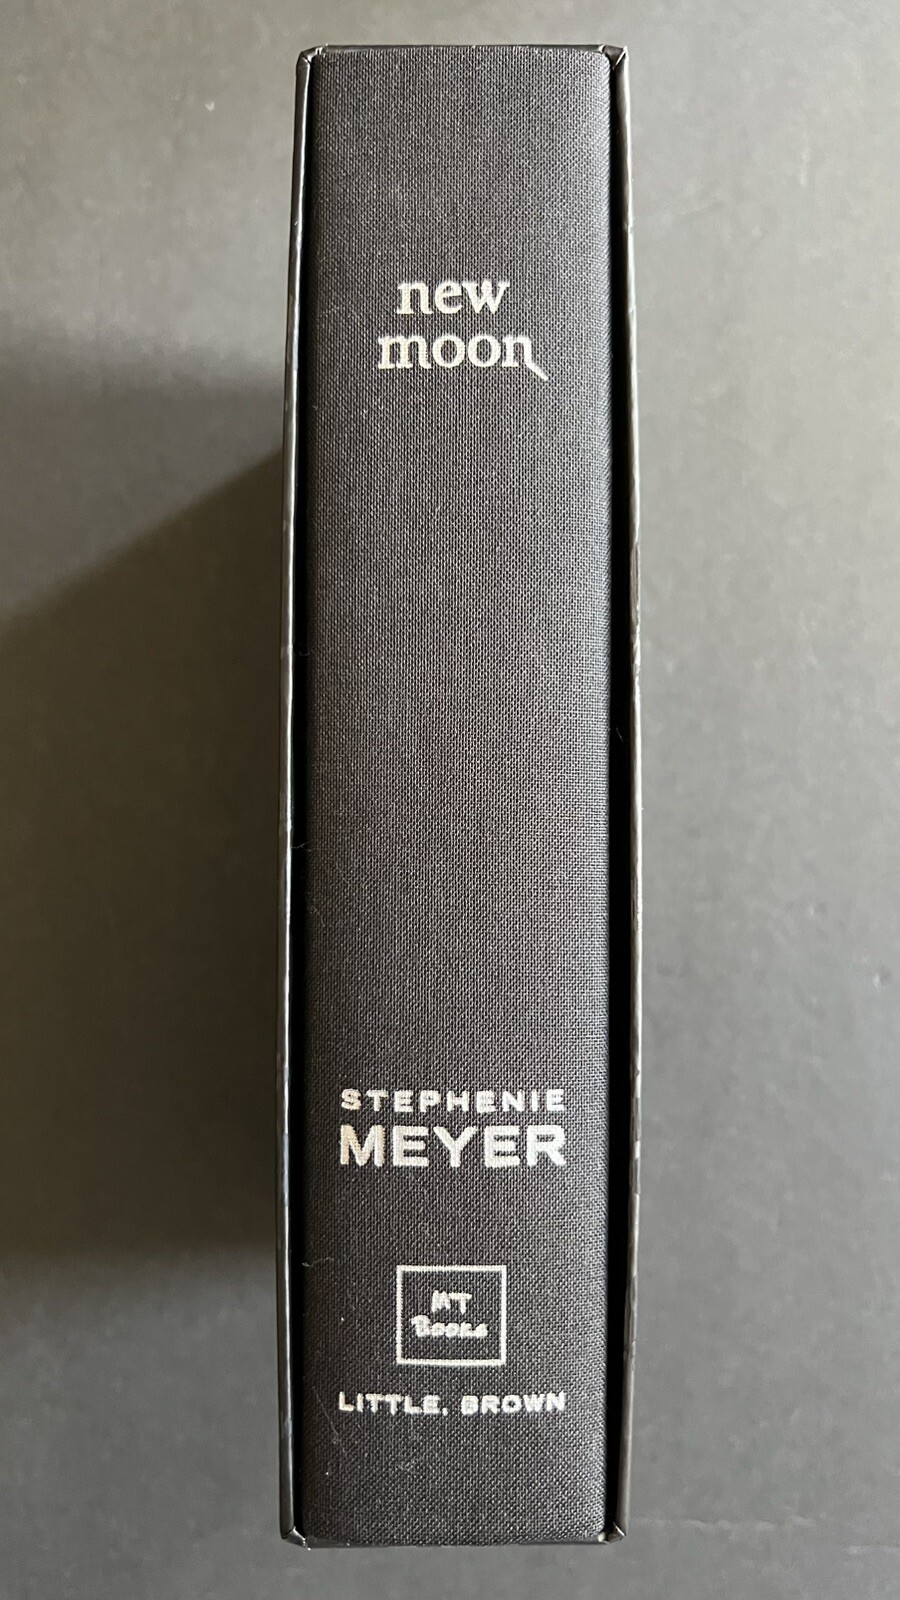 new
moon
STEPHENIE
MEYER
MT
Books
LITTLE, BROWN